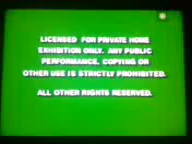 LICENSED FOR PRIVATE HOME
EXHIBITION ONLY. ANY PUBLIC
PERFORMANCE, COPYING OR
OTHER USE IS STRICTLY PROHIBITED.
ALL OTHER RIGHTS RESERVED.